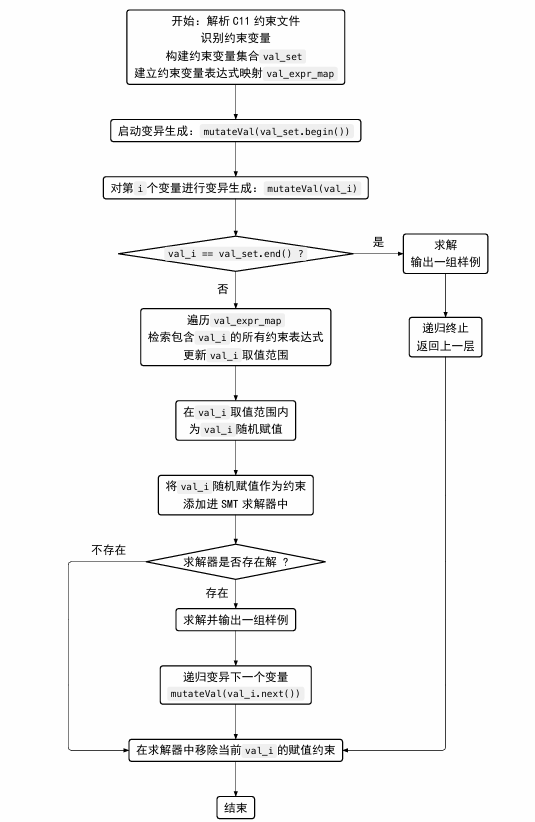 开始：解析 C11 约束文件
识别约束变量
构建约束变量集合 val_set
建立约束变量表达式映射 val_expr_map
启动变异生成：mutateVal(val_set.begin())
对第 i 个变量进行变异生成：mutateVal(val_i)
val_i == val_set.end() ?
是
求解
输出一组样例
否
遍历 val_expr_map
检索包含 val_i 的所有约束表达式
更新 val_i 取值范围
递归终止
返回上一层
在 val_i 取值范围内
为 val_i 随机赋值
将 val_i 随机赋值作为约束
添加进 SMT 求解器中
不存在
求解器是否存在解 ？
存在
求解并输出一组样例
递归变异下一个变量
mutateVal(val_i.next())
在求解器中移除当前 val_i 的赋值约束
结束